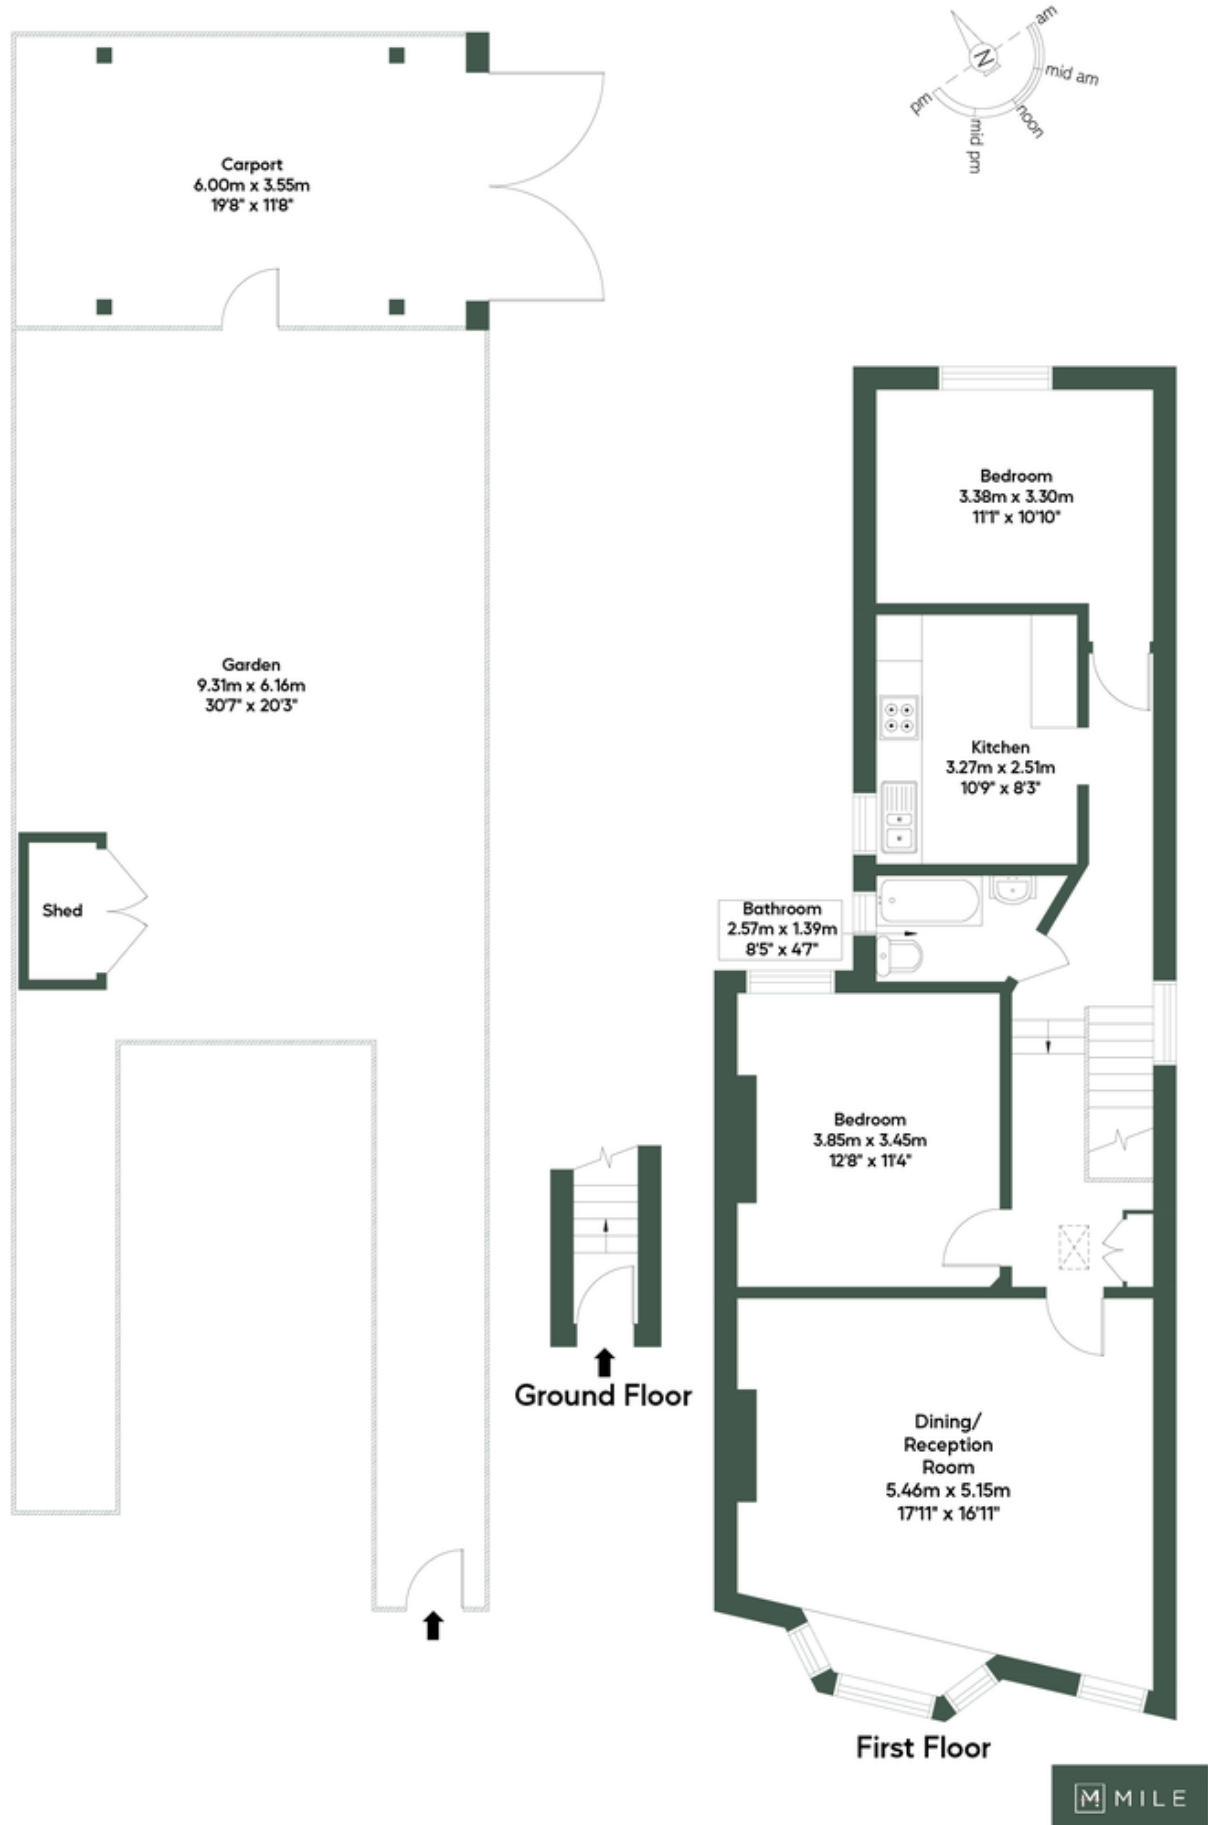 am
mid am
noon
mid pm
pm
N
Carport
6.00m x 3.55m
19'8" x 11'8"
Bedroom
3.38m x 3.30m
11'1" x 10'10"
Garden
9.31m x 6.16m
30'7" x 20'3"
Kitchen
3.27m x 2.51m
10'9" x 8'3"
Shed
Bathroom
2.57m x 1.39m
8'5" x 4'7"
Bedroom
3.85m x 3.45m
12'8" x 11'4"
Ground Floor
Dining/
Reception
Room
5.46m x 5.15m
17'11" x 16'11"
First Floor
M MILE